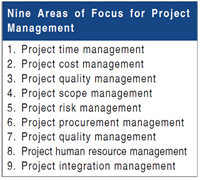 Nine Areas of Focus for Project
Management
1. Project time management
2. Project cost management
3. Project quality management
4. Project scope management
5. Project risk management
6. Project procurement management
7. Project quality management
8. Project human resource management
9. Project integration management